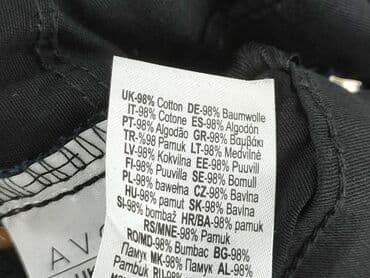 UK-98% Cotton DE-98% Baumwolle
IT-98% Cotone ES-98% Algodón
PT-98% Algodão GR-98% Βαμβάκι
TR-%98 Pamuk LT-98% Medvilnė
LV-98% Kokvilna EE-98% Puuvill
FI-98% Puuvilla SE-98% Bomull
PL-98% bawełna CZ-98% Bavlna
HU-98% pamut SK-98% Bavlna
SI-98% bombaž HR/BA-98% pamuk
RS/MNE-98% Pamuk
RO/MD-98% Bumbac BG-98%
Памук MK-98% Памук AL-98%
Pambuk
AV